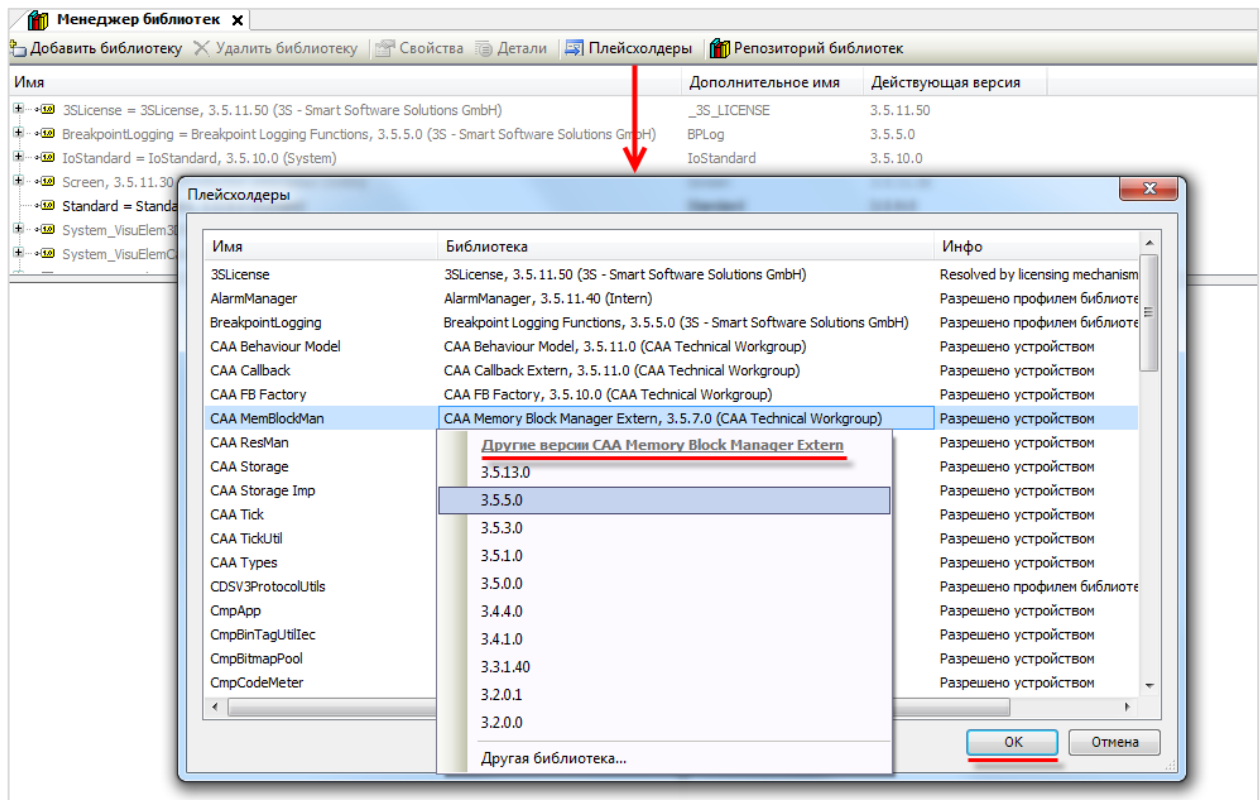 Менеджер библиотек X
Добавить библиотеку Удалить библиотеку Свойства Детали Плейсхолдеры Репозиторий библиотек
Имя Дополнительное имя Действующая версия
3SLicense = 3SLicense, 3.5.11.50 (3S - Smart Software Solutions GmbH) _3S_LICENSE 3.5.11.50
BreakpointLogging = Breakpoint Logging Functions, 3.5.5.0 (3S - Smart Software Solutions GmbH) BPLog 3.5.5.0
IoStandard = IoStandard, 3.5.10.0 (System) IoStandard 3.5.10.0
Screen, 3.5.11.30
Standard = Standa
System_VisuElem3D
System_VisuElemC
Плейсхолдеры
Имя Библиотека Инфо
3SLicense 3SLicense, 3.5.11.50 (3S - Smart Software Solutions GmbH) Resolved by licensing mechanism
AlarmManager AlarmManager, 3.5.11.40 (Intern) Разрешено профилем библиоте
BreakpointLogging Breakpoint Logging Functions, 3.5.5.0 (3S - Smart Software Solutions GmbH) Разрешено профилем библиоте
CAA Behaviour Model CAA Behaviour Model, 3.5.11.0 (CAA Technical Workgroup) Разрешено устройством
CAA Callback CAA Callback Extern, 3.5.11.0 (CAA Technical Workgroup) Разрешено устройством
CAA FB Factory CAA FB Factory, 3.5.10.0 (CAA Technical Workgroup) Разрешено устройством
CAA MemBlockMan CAA Memory Block Manager Extern, 3.5.7.0 (CAA Technical Workgroup) Разрешено устройством
CAA ResMan Другие версии CAA Memory Block Manager Extern Разрешено устройством
CAA Storage 3.5.13.0 Разрешено устройством
CAA Storage Imp 3.5.5.0 Разрешено устройством
CAA Tick 3.5.3.0 Разрешено устройством
CAA TickUtil 3.5.1.0 Разрешено устройством
CAA Types 3.5.0.0 Разрешено устройством
CDSV3ProtocolUtils Разрешено профилем библиоте
CmpApp 3.4.4.0 Разрешено устройством
CmpBinTagUtilIec 3.4.1.0 Разрешено устройством
CmpBitmapPool 3.3.1.40 Разрешено устройством
CmpCodeMeter 3.2.0.1 Разрешено устройством
3.2.0.0
Другая библиотека...
OK Отмена